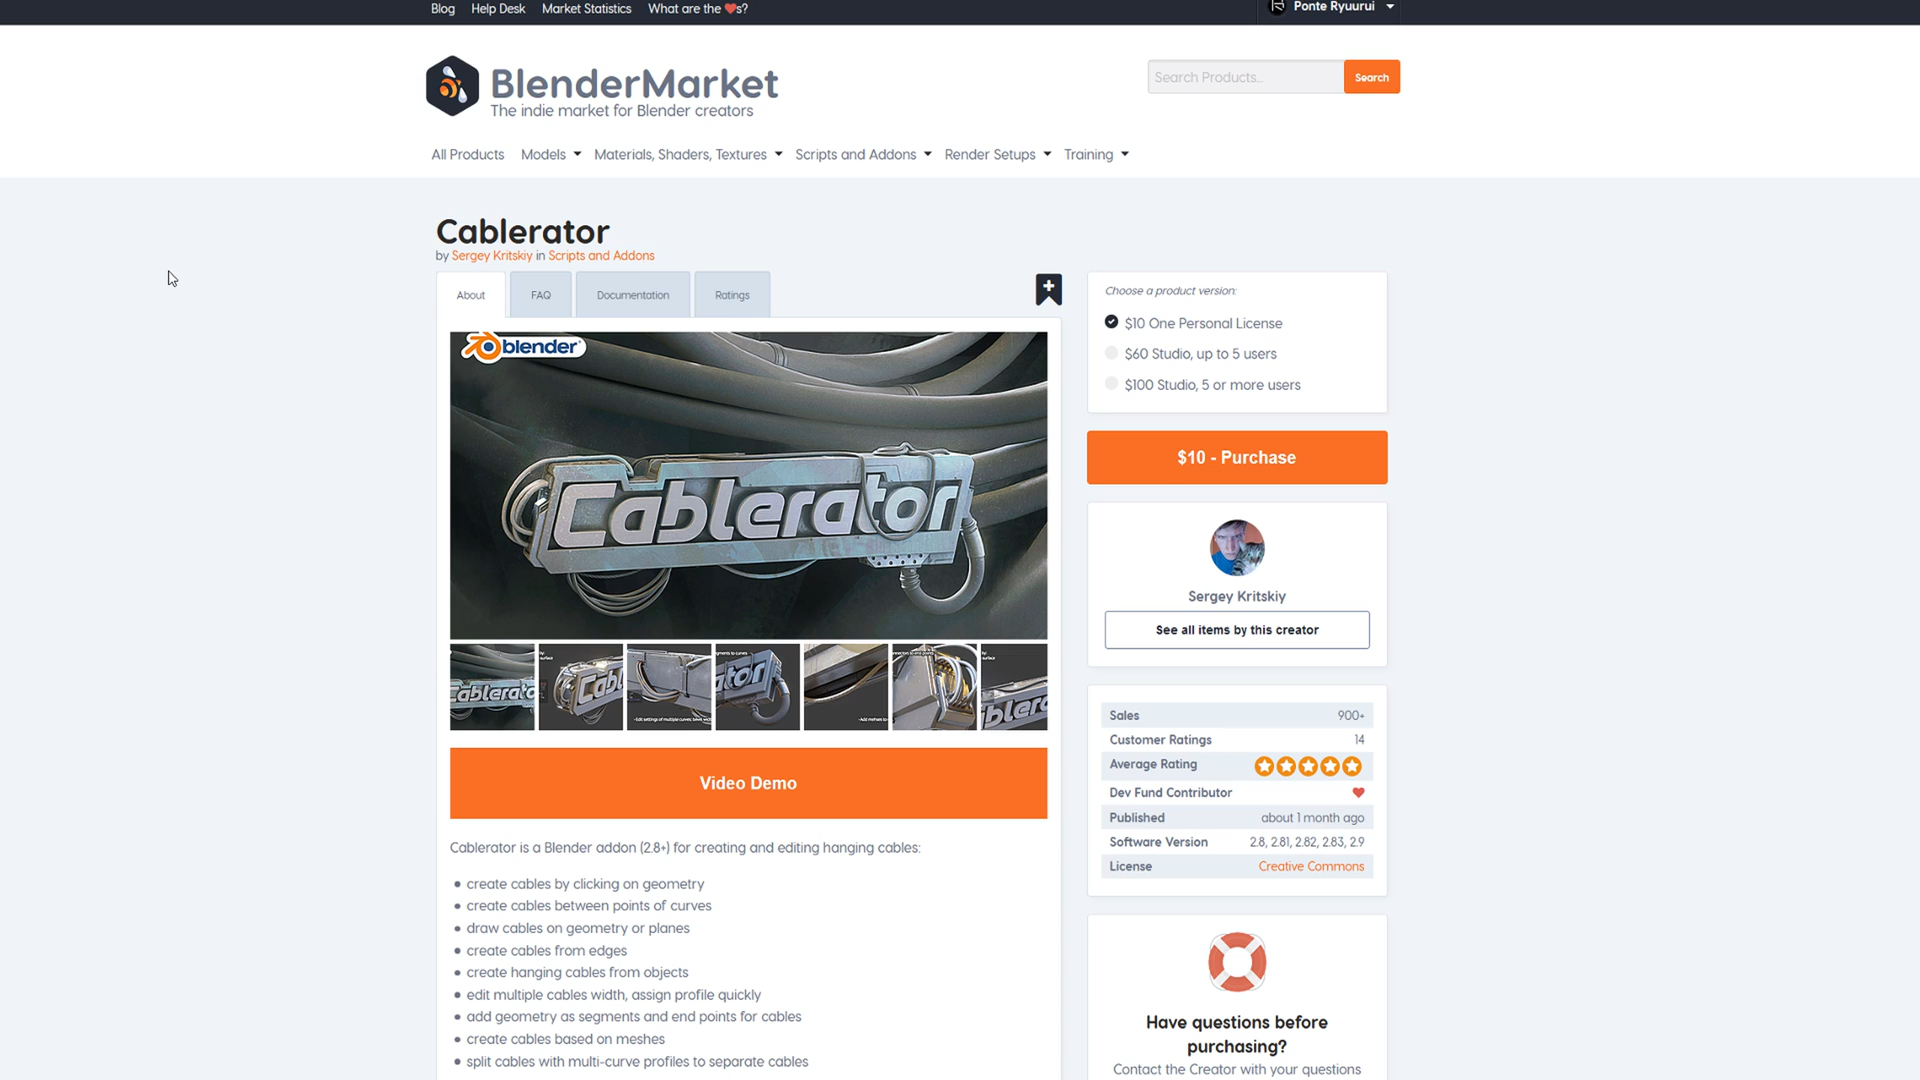 Blog Help Desk Market Statistics What are the ❤s? Ponte Ryuurui
BlenderMarket
The indie market for Blender creators
Search Products... Search
All Products Models Materials, Shaders, Textures Scripts and Addons Render Setups Training
Cablerator
by Sergey Kritskiy in Scripts and Addons
About FAQ Documentation Ratings
blender
Cablerator
Video Demo
Cablerator is a Blender addon (2.8+) for creating and editing hanging cables:
• create cables by clicking on geometry
• create cables between points of curves
• draw cables on geometry or planes
• create cables from edges
• create hanging cables from objects
• edit multiple cables width, assign profile quickly
• add geometry as segments and end points for cables
• create cables based on meshes
• split cables with multi-curve profiles to separate cables
Choose a product version:
$10 One Personal License
$60 Studio, up to 5 users
$100 Studio, 5 or more users
$10 - Purchase
Sergey Kritskiy
See all items by this creator
Sales 900+
Customer Ratings 14
Average Rating
Dev Fund Contributor
Published about 1 month ago
Software Version 2.8, 2.81, 2.82, 2.83, 2.9
License Creative Commons
Have questions before
purchasing?
Contact the Creator with your questions